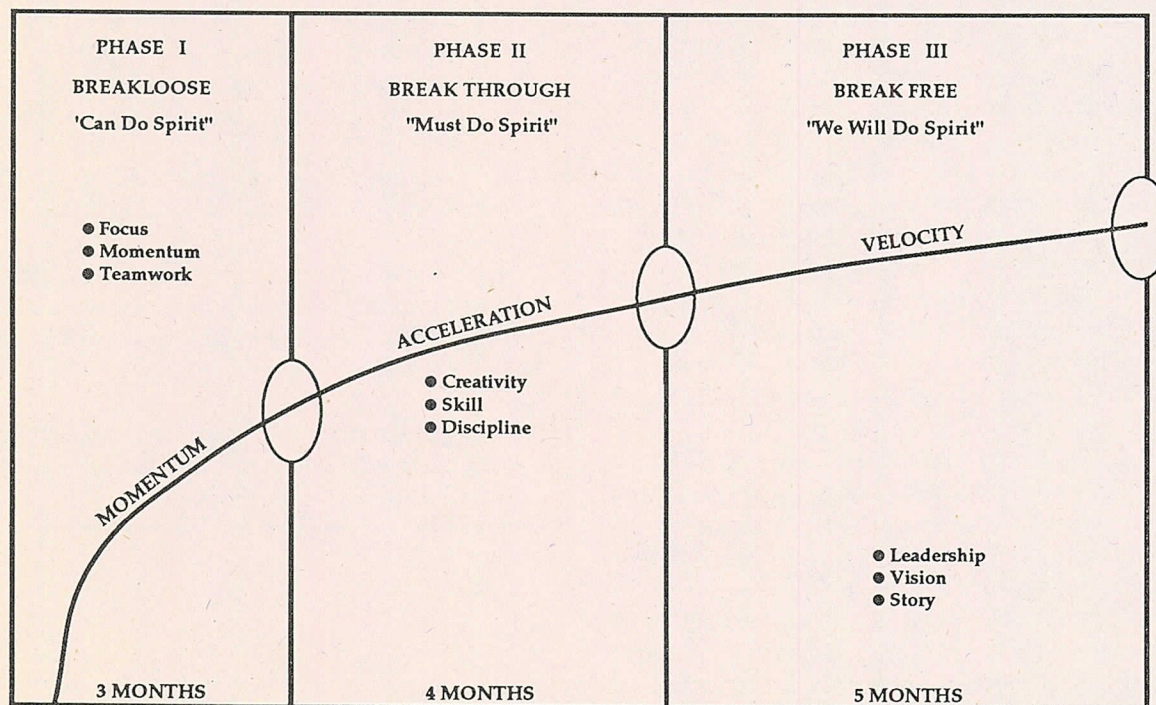 PHASE I
BREAKLOOSE
'Can Do Spirit"
● Focus
● Momentum
● Teamwork
MOMENTUM
3 MONTHS
PHASE II
BREAK THROUGH
"Must Do Spirit"
ACCELERATION
● Creativity
● Skill
● Discipline
4 MONTHS
PHASE III
BREAK FREE
"We Will Do Spirit"
VELOCITY
● Leadership
● Vision
● Story
5 MONTHS